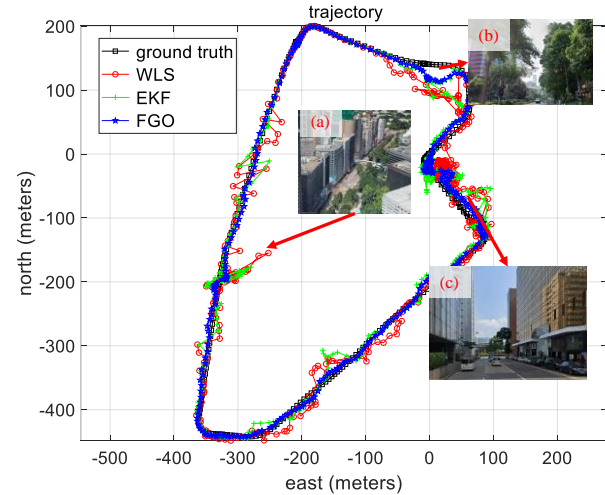 trajectory
200
100
0
-100
-200
-300
-400
north (meters)
ground truth
WLS
EKF
FGO
(a)
(b)
(c)
-500
-400
-300
-200
-100
0
100
200
east (meters)